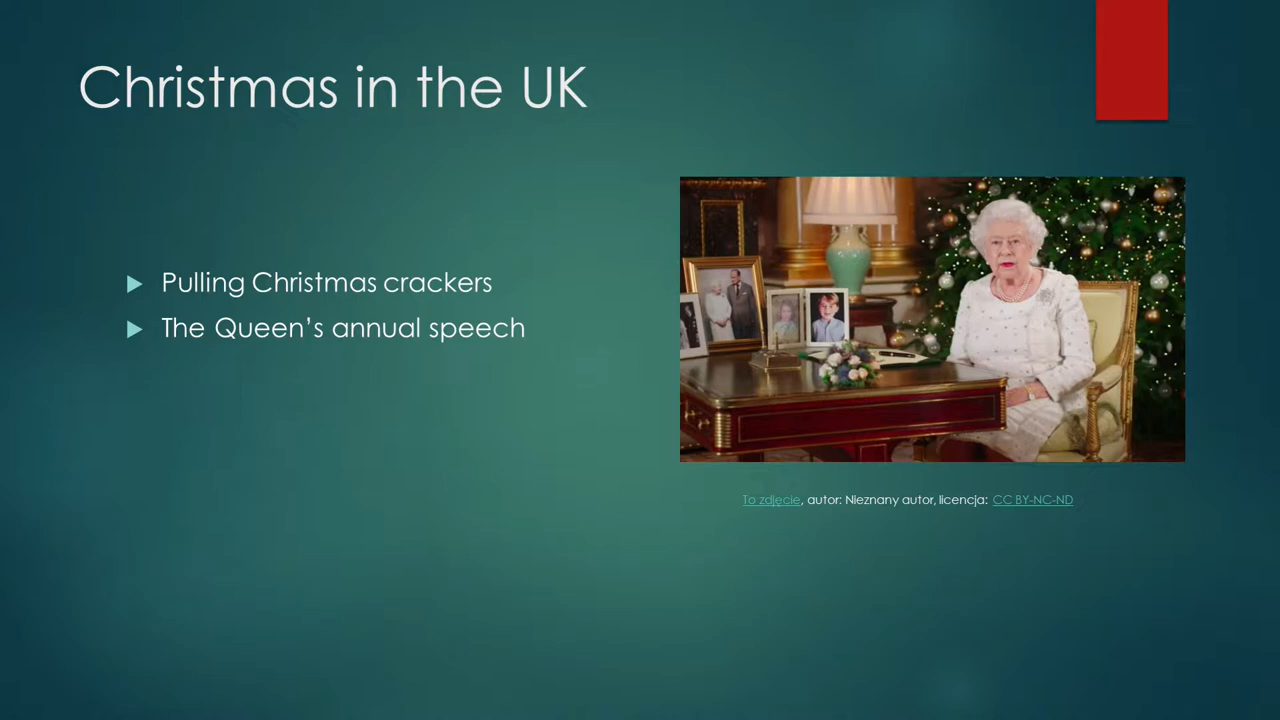 Christmas in the UK
Pulling Christmas crackers
The Queen’s annual speech
To zdjęcie, autor: Nieznany autor, licencja: CC BY-NC-ND